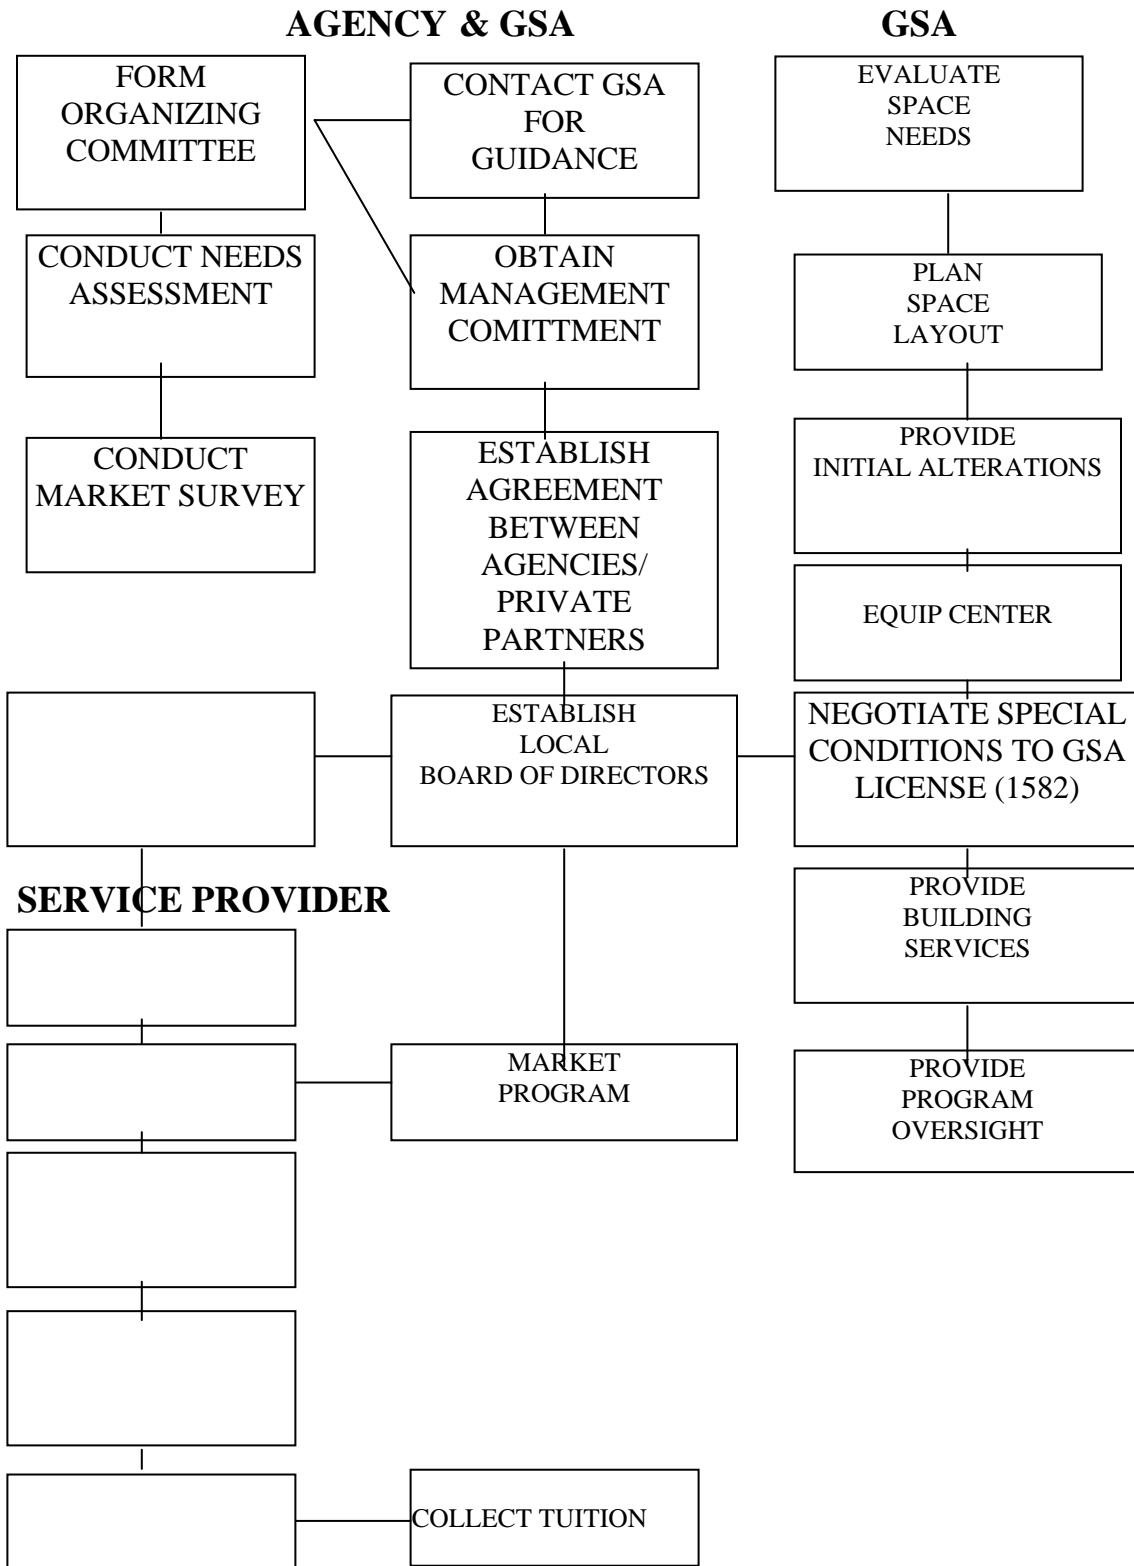 AGENCY & GSA
GSA
FORM
ORGANIZING
COMMITTEE
CONTACT GSA
FOR
GUIDANCE
EVALUATE
SPACE
NEEDS
CONDUCT NEEDS
ASSESSMENT
OBTAIN
MANAGEMENT
COMITTMENT
PLAN
SPACE
LAYOUT
CONDUCT
MARKET SURVEY
ESTABLISH
AGREEMENT
BETWEEN
AGENCIES/
PRIVATE
PARTNERS
PROVIDE
INITIAL ALTERATIONS
EQUIP CENTER
ESTABLISH
LOCAL
BOARD OF DIRECTORS
NEGOTIATE SPECIAL
CONDITIONS TO GSA
LICENSE (1582)
SERVICE PROVIDER
PROVIDE
BUILDING
SERVICES
MARKET
PROGRAM
PROVIDE
PROGRAM
OVERSIGHT
COLLECT TUITION